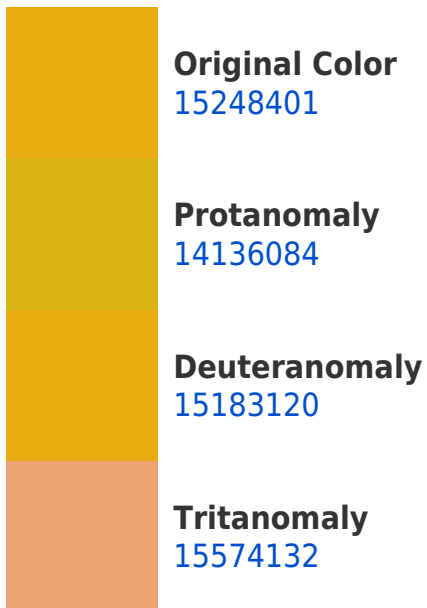 Original Color
15248401
Protanomaly
14136084
Deuteranomaly
15183120
Tritanomaly
15574132